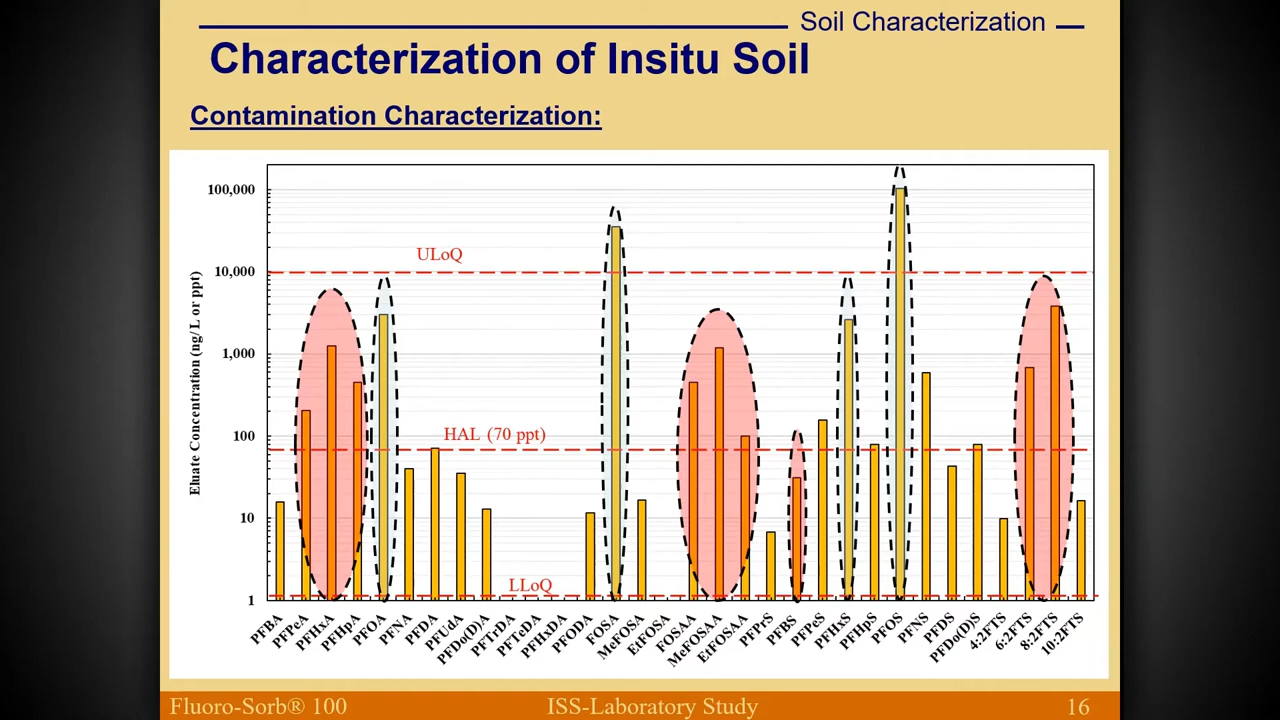 Soil Characterization
Characterization of Insitu Soil
Contamination Characterization:
Eluate Concentration (ng/L or ppt)
100,000
10,000
1,000
100
10
1
ULoQ
HAL (70 ppt)
LLoQ
PFBA
PFPeA
PFHxA
PFHpA
PFOA
PFNA
PFDA
PFUdA
PFDo(D)A
PFTrDA
PFTeDA
PFHxDA
PFODA
FOSA
MeFOSA
EtFOSA
FOSAA
MeFOSAA
EtFOSAA
PFPrS
PFBS
PFPeS
PFHxS
PFHpS
PFOS
PFNS
PFDS
PFDo(D)S
4:2FTS
6:2FTS
8:2FTS
10:2FTS
Fluoro-Sorb® 100
ISS-Laboratory Study
16